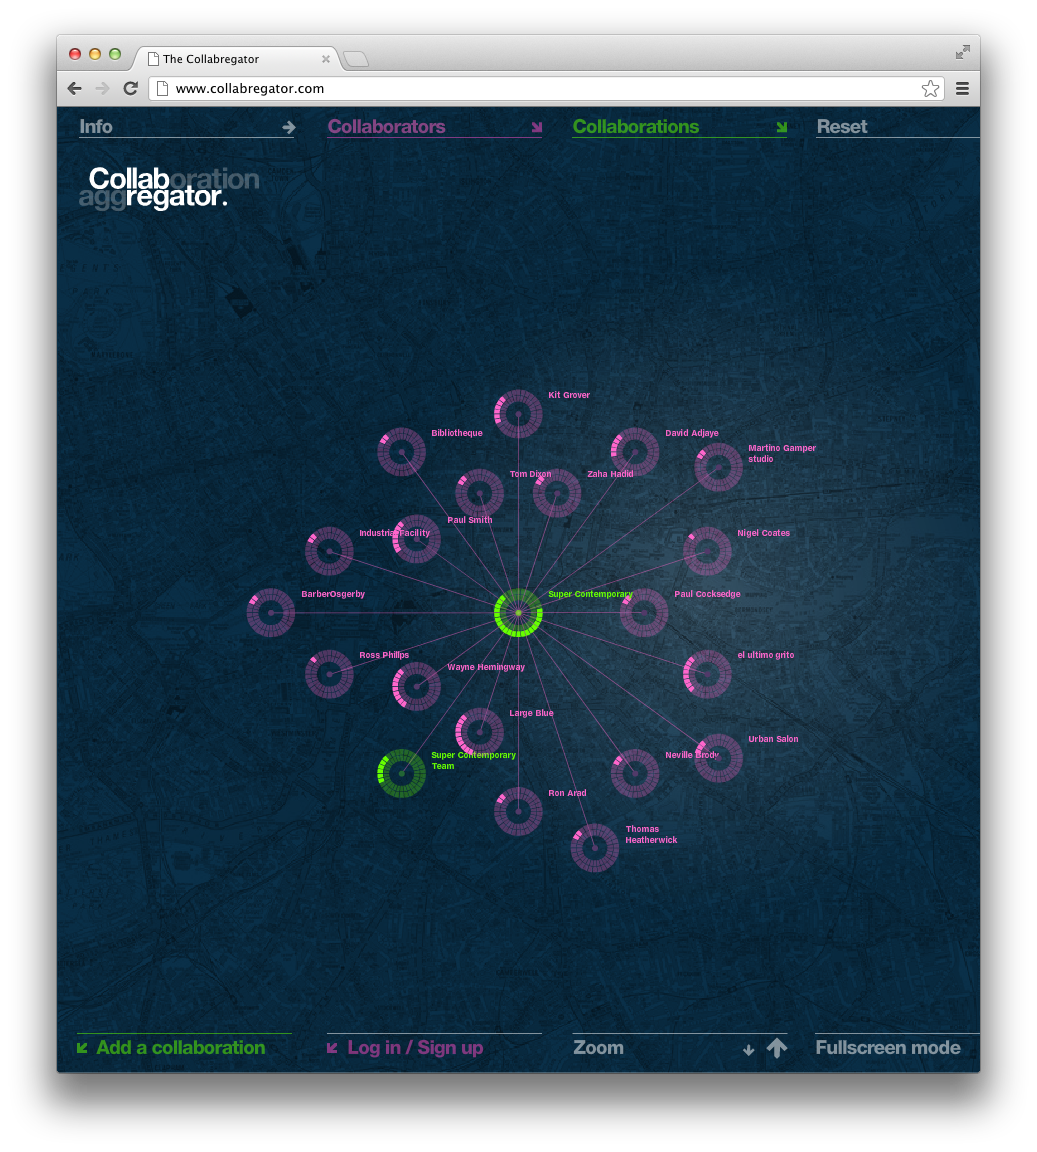 The Collabregator
www.collabregator.com
Info
Collaborators
Collaborations
Reset
Collaboration
aggregator.
Kit Grover
Bibliotheque
David Adjaye
Martino Gamper
studio
Tom Dixon
Zaha Hadid
Paul Smith
Industrial Facility
Nigel Coates
BarberOsgerby
Super Contemporary
Paul Cocksedge
Ross Phillps
Wayne Hemingway
el ultimo grito
Large Blue
Urban Salon
Super Contemporary
Team
Neville Brody
Ron Arad
Thomas
Heatherwick
Add a collaboration
Log in / Sign up
Zoom
Fullscreen mode